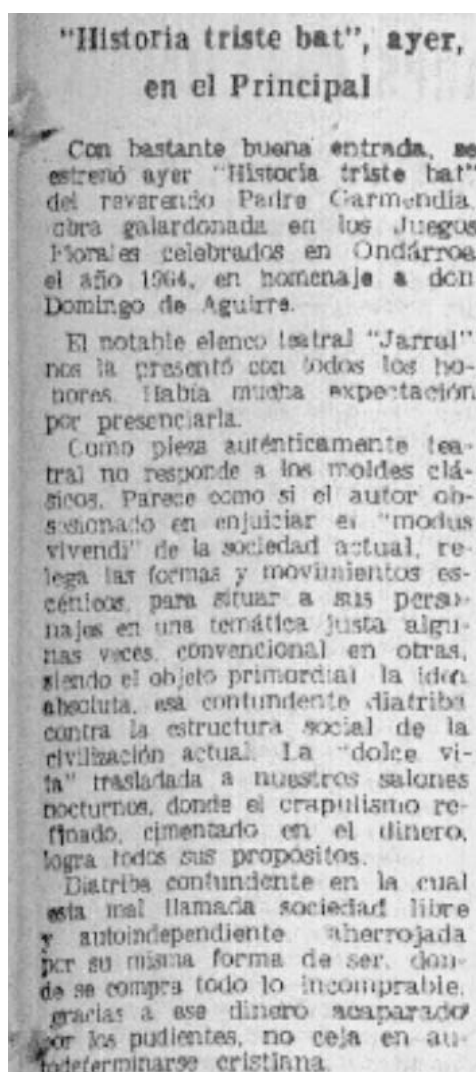 "Historia triste bat", ayer,
en el Principal
Con bastante buena entrada, se
estrenó ayer "Historia triste bat"
del reverendo Padre Garmendia,
obra galardonada en los Juegos
Florales celebrados en Ondárroa
el año 1964, en homenaje a don
Domingo de Aguirre.
El notable elenco teatral "Jarrai"
nos la presentó con todos los ho-
nores. Había mucha expectación
por presenciarla.
Como pieza auténticamente tea-
tral no responde a los moldes clá-
sicos. Parece como si el autor ob-
sesionado en enjuiciar el "modus
vivendi" de la sociedad actual, re-
lega las formas y movimientos es-
cénicos, para situar a sus perso-
najes en una temática justa algu-
nas veces, convencional en otras,
siendo el objeto primordial la idea
absoluta, esa contundente diatriba
contra la estructura social de la
civilización actual. La "dolce vi-
ta" trasladada a nuestros salones
nocturnos, donde el crapulismo re-
finado, cimentado en el dinero,
logra todos sus propósitos.
Diatriba contundente en la cual
esta mal llamada sociedad libre
y autoindependiente aherrojada
por su misma forma de ser, don-
de se compra todo lo incomprable,
gracias a ese dinero acaparado
por los pudientes, no ceja en au-
todeterminarse cristiana.